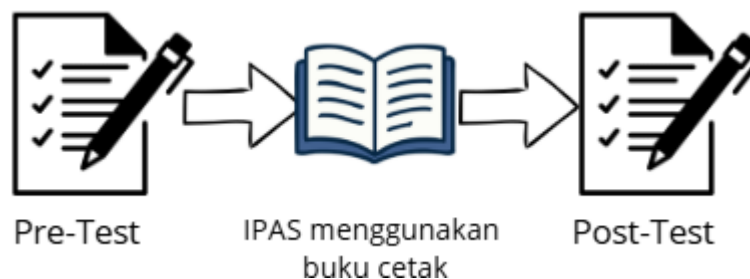 Pre-Test
IPAS menggunakan
buku cetak
Post-Test